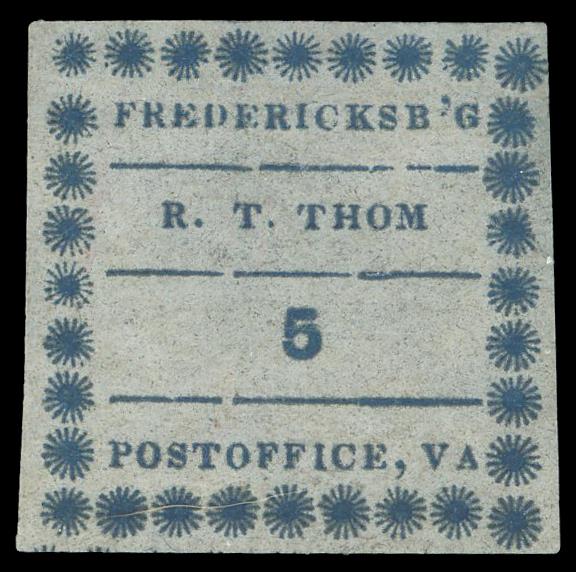 FREDERICKSB'G
R. T. THOM
5
POSTOFFICE, VA